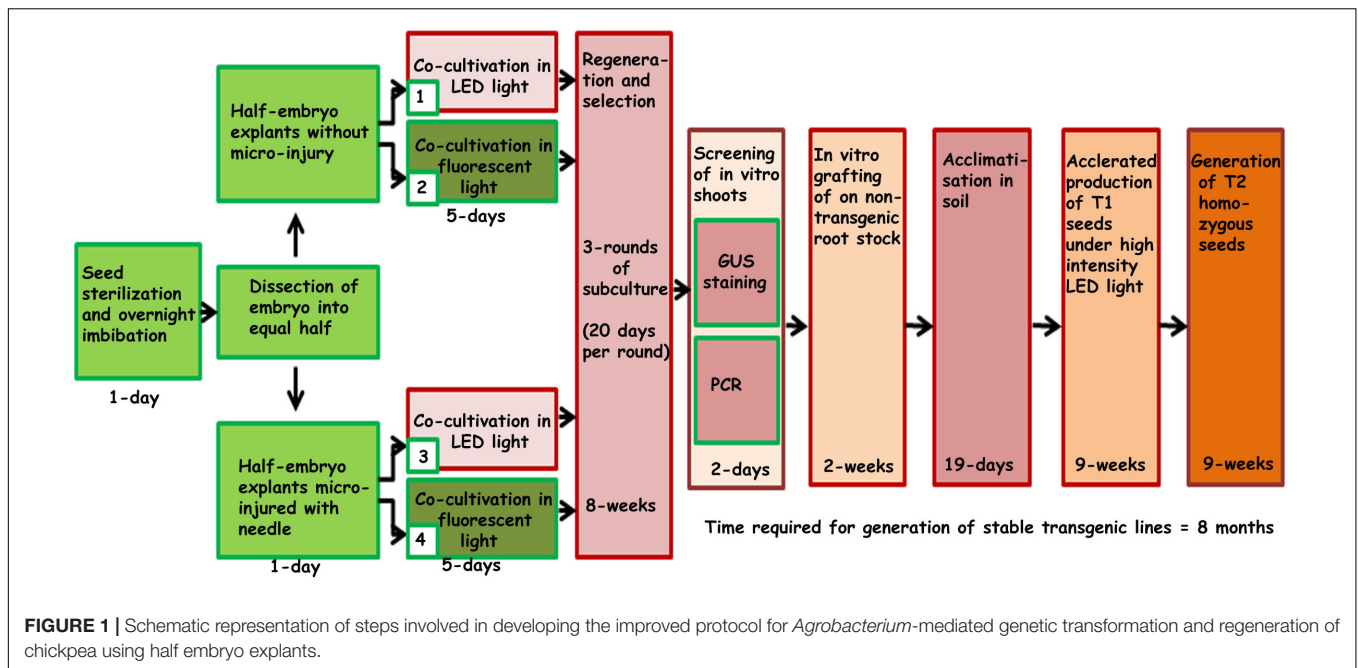 Seed
sterilization
and overnight
imbibation
1-day
Dissection of
embryo into
equal half
Half-embryo
explants without
micro-injury
Half-embryo
explants micro-
injured with
needle
1-day
Co-cultivation in
LED light
1
Co-cultivation in
fluorescent
light
2
5-days
Co-cultivation in
LED light
3
Co-cultivation in
fluorescent
light
4
5-days
Regenera-
tion and
selection
3-rounds
of
subculture
(20 days
per round)
8-weeks
Screening
of in vitro
shoots
GUS
staining
PCR
2-days
In vitro
grafting
of on non-
transgenic
root stock
2-weeks
Acclimati-
sation in
soil
19-days
Acclerated
production
of T1
seeds
under high
intensity
LED light
9-weeks
Generation
of T2
homo-
zygous
seeds
9-weeks
Time required for generation of stable transgenic lines = 8 months
FIGURE 1 | Schematic representation of steps involved in developing the improved protocol for Agrobacterium-mediated genetic transformation and regeneration of
chickpea using half embryo explants.